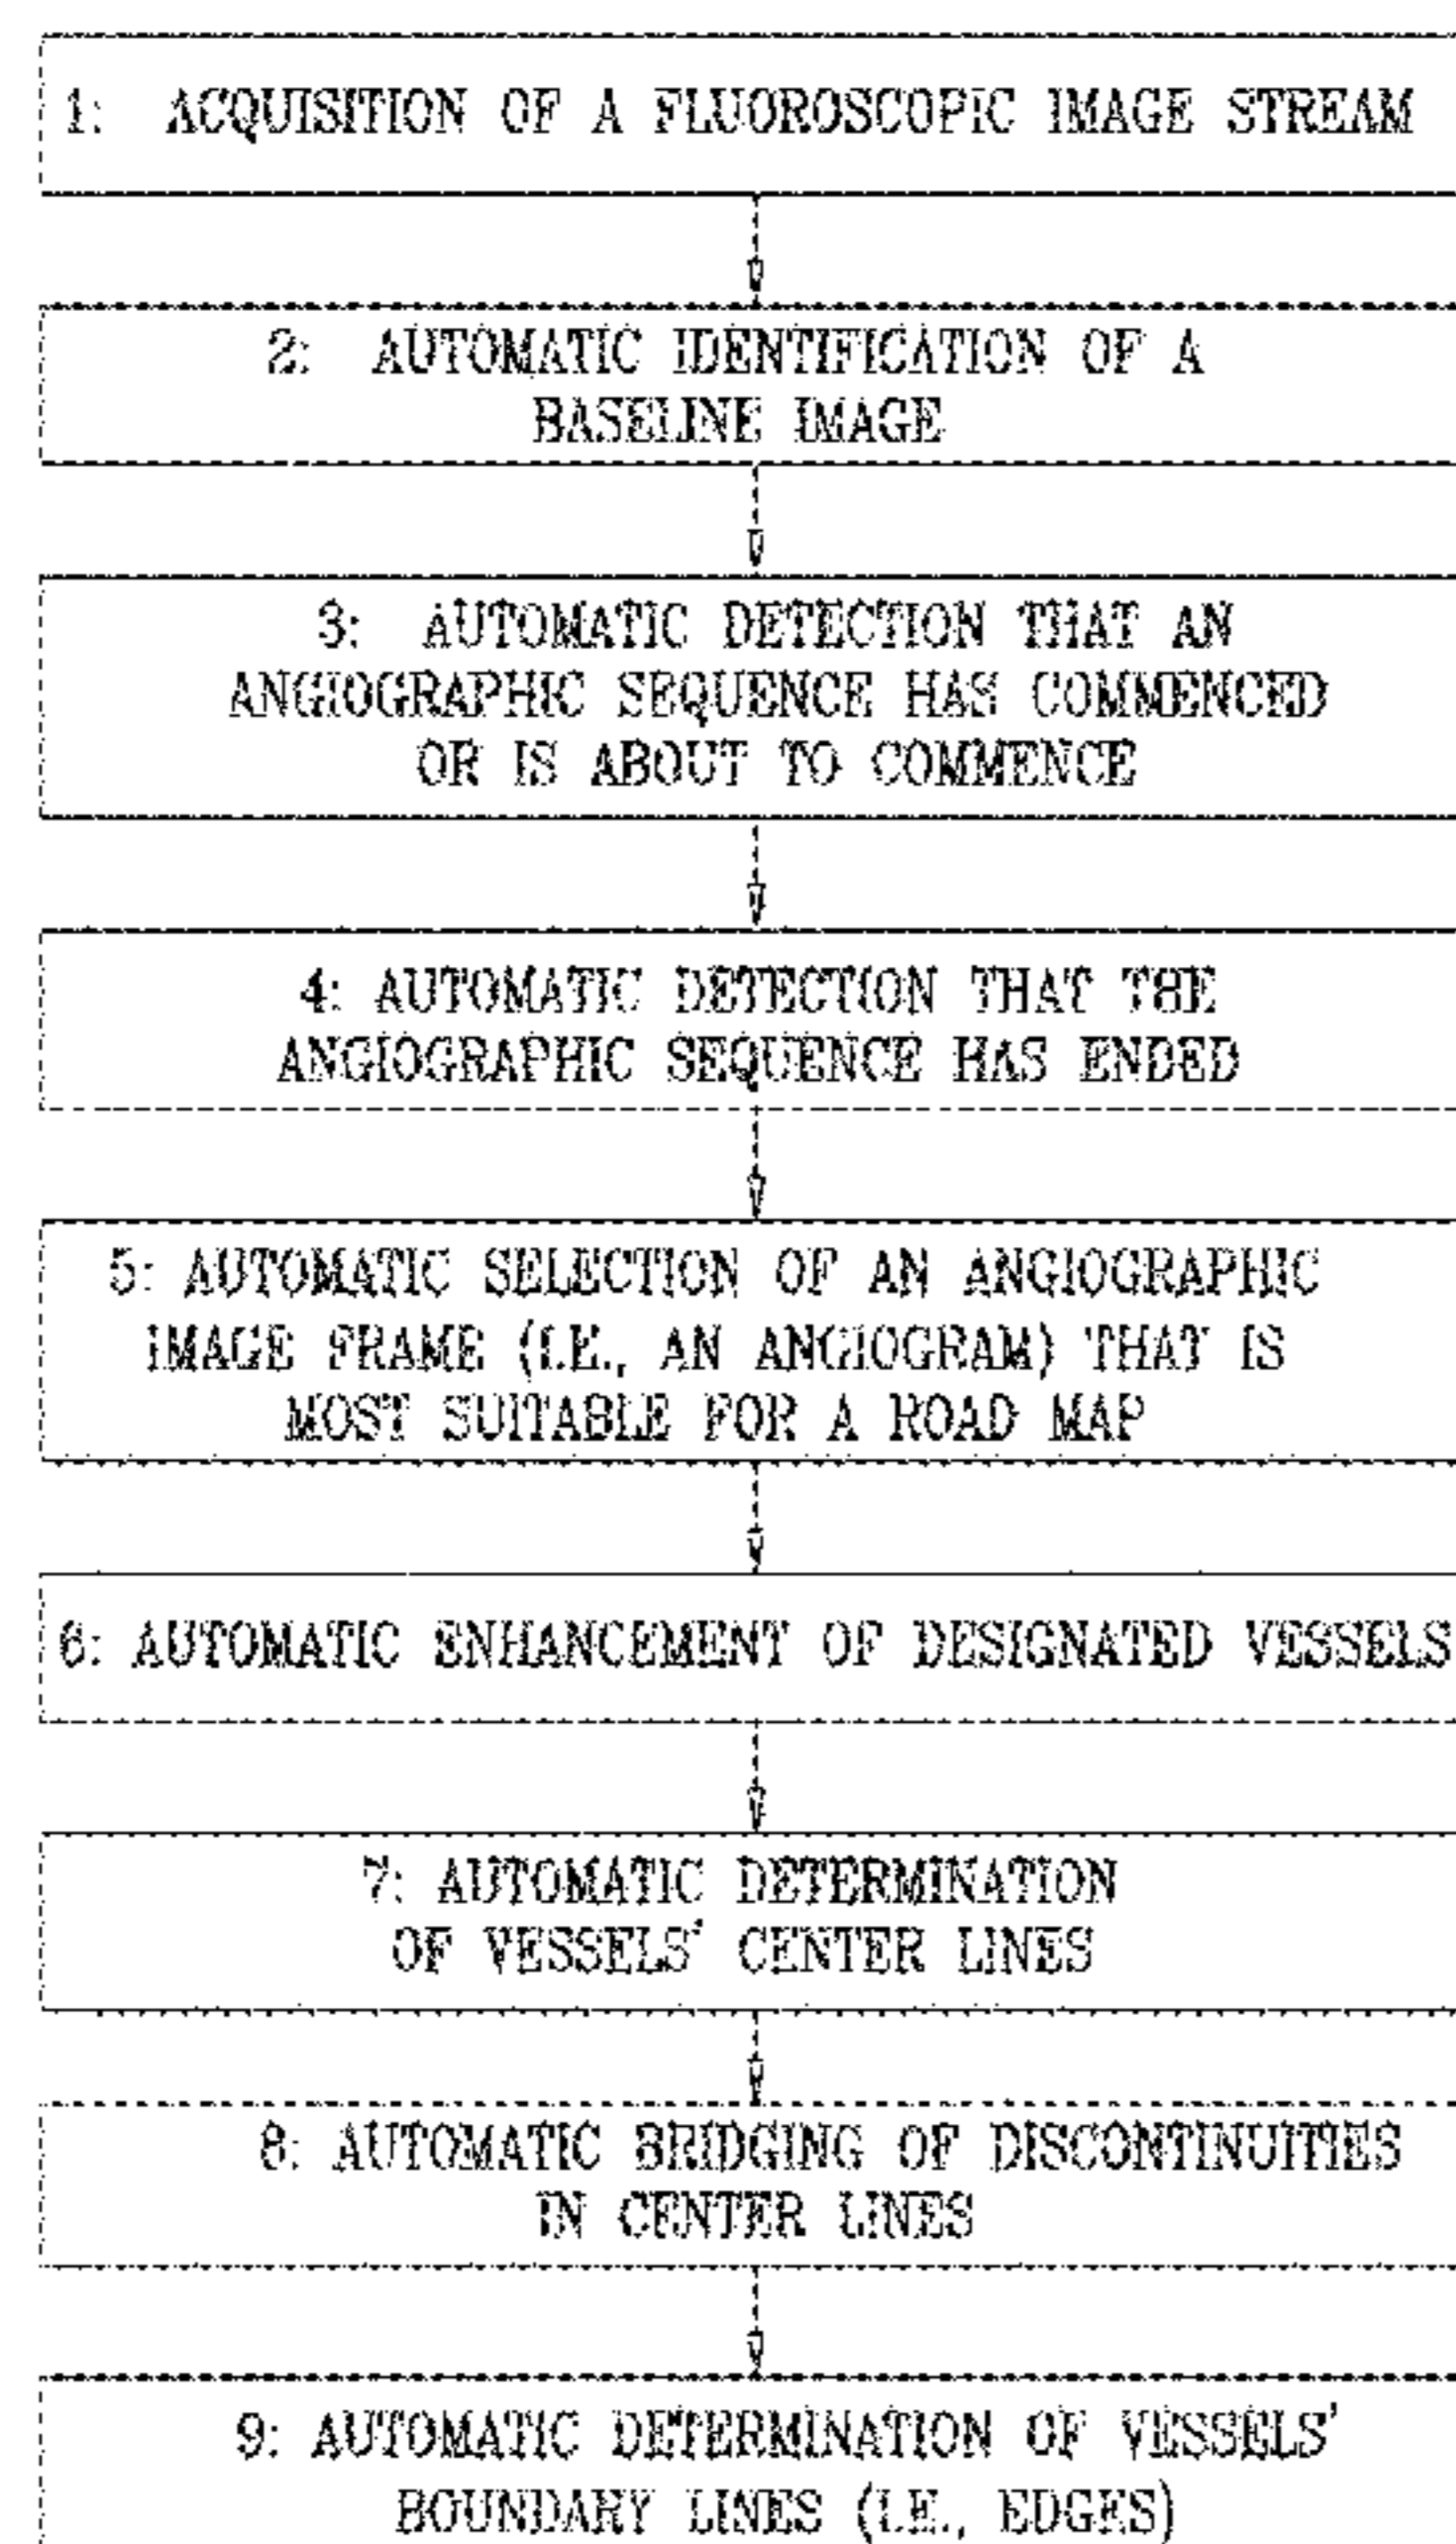 1: ACQUISITION OF A FLUOROSCOPIC IMAGE STREAM
2: AUTOMATIC IDENTIFICATION OF A
BASELINE IMAGE
3: AUTOMATIC DETECTION THAT AN
ANGIOGRAPHIC SEQUENCE HAS COMMENCED
OR IS ABOUT TO COMMENCE
4: AUTOMATIC DETECTION THAT THE
ANGIOGRAPHIC SEQUENCE HAS ENDED
5: AUTOMATIC SELECTION OF AN ANGIOGRAPHIC
IMAGE FRAME (I.E., AN ANGIOGRAM) THAT IS
MOST SUITABLE FOR A ROAD MAP
6: AUTOMATIC ENHANCEMENT OF DESIGNATED VESSELS
7: AUTOMATIC DETERMINATION
OF VESSELS' CENTER LINES
8: AUTOMATIC BRIDGING OF DISCONTINUITIES
IN CENTER LINES
9: AUTOMATIC DETERMINATION OF VESSELS'
BOUNDARY LINES (I.E., EDGES)